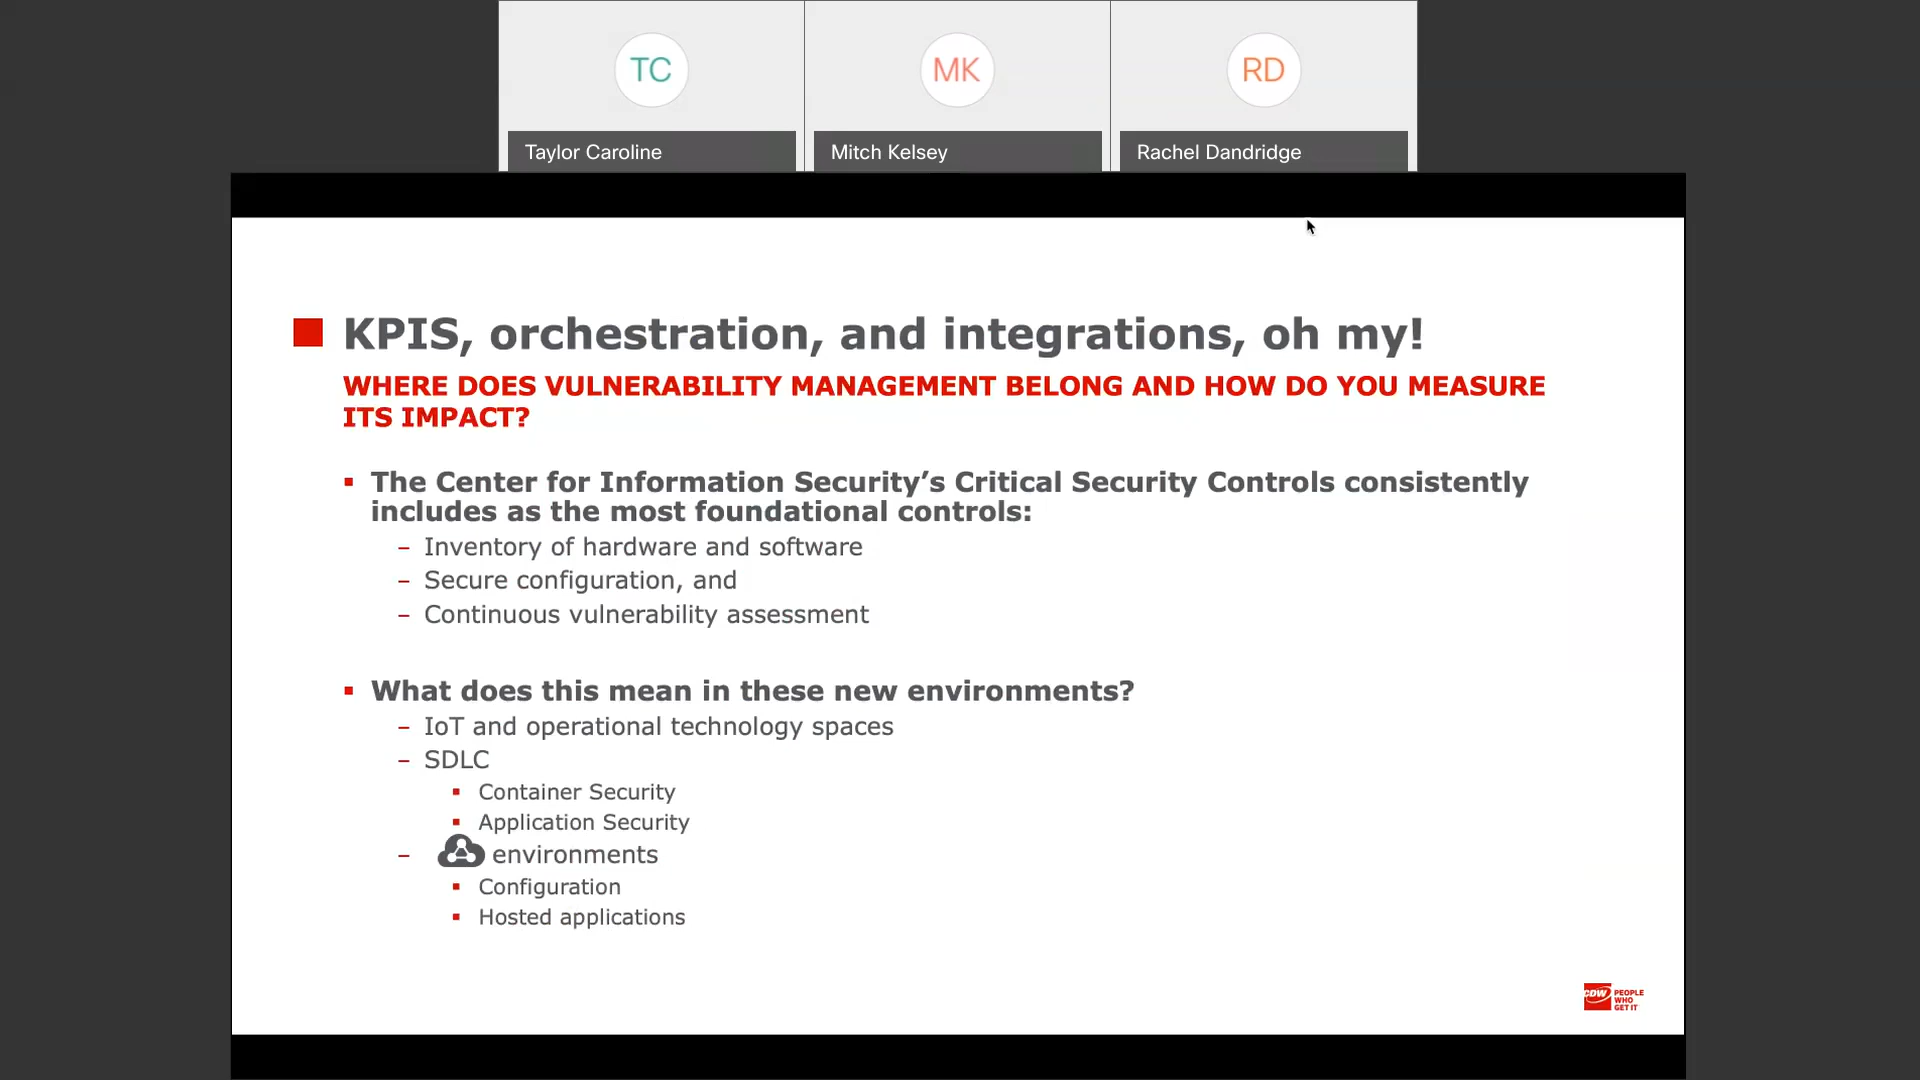 TC
MK
RD
Taylor Caroline
Mitch Kelsey
Rachel Dandridge
KPIS, orchestration, and integrations, oh my!
WHERE DOES VULNERABILITY MANAGEMENT BELONG AND HOW DO YOU MEASURE
ITS IMPACT?
▪ The Center for Information Security’s Critical Security Controls consistently
includes as the most foundational controls:
– Inventory of hardware and software
– Secure configuration, and
– Continuous vulnerability assessment
▪ What does this mean in these new environments?
– IoT and operational technology spaces
– SDLC
▪ Container Security
▪ Application Security
– environments
▪ Configuration
▪ Hosted applications
CDW
PEOPLE
WHO
GET IT